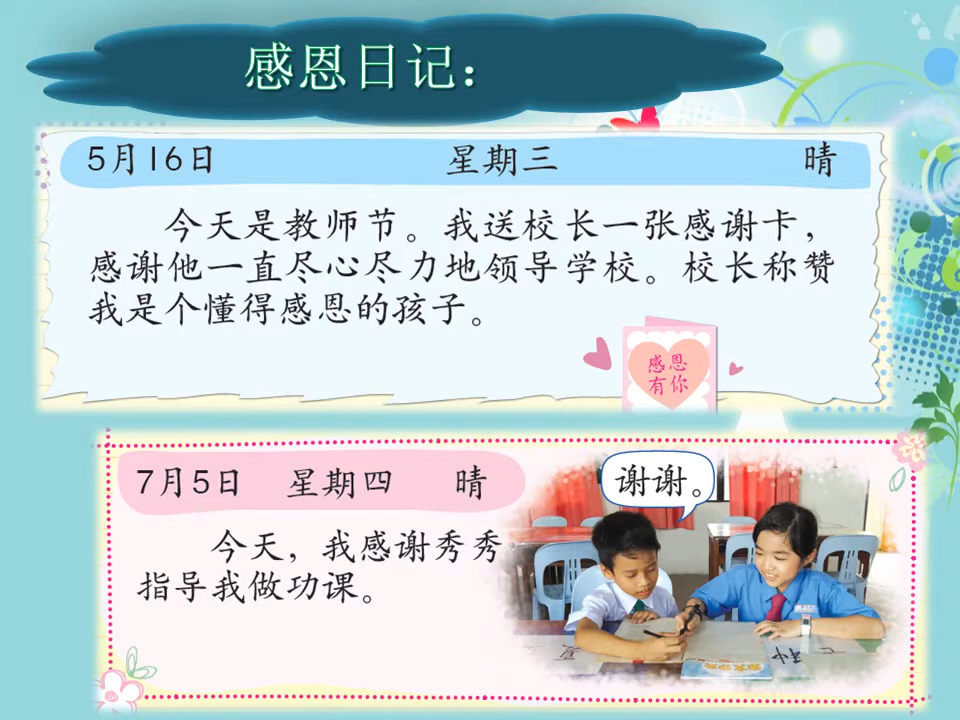 感恩日记：
5月16日 星期三 晴
今天是教师节。我送校长一张感谢卡，
感谢他一直尽心尽力地领导学校。校长称赞
我是个懂得感恩的孩子。
感恩
有你
7月5日 星期四 晴
谢谢。
今天，我感谢秀秀
指导我做功课。